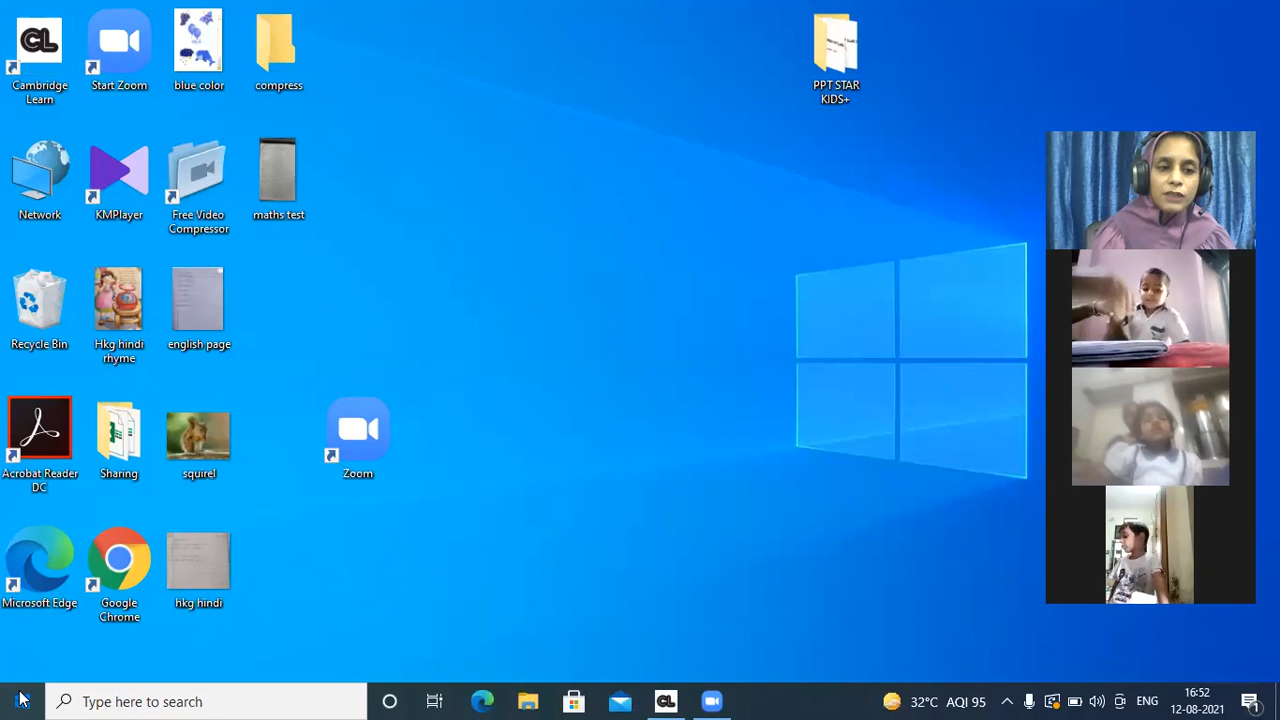 CL
Cambridge
Learn
Start Zoom
blue color
compress
PPT STAR
KIDS+
Network
KMPlayer
Free Video
Compressor
maths test
Recycle Bin
Hkg hindi
rhyme
english page
Acrobat Reader
DC
Sharing
squirel
Zoom
Microsoft Edge
Google
Chrome
hkg hindi
Type here to search
CL
32°C AQI 95
ENG
16:52
12-08-2021
1